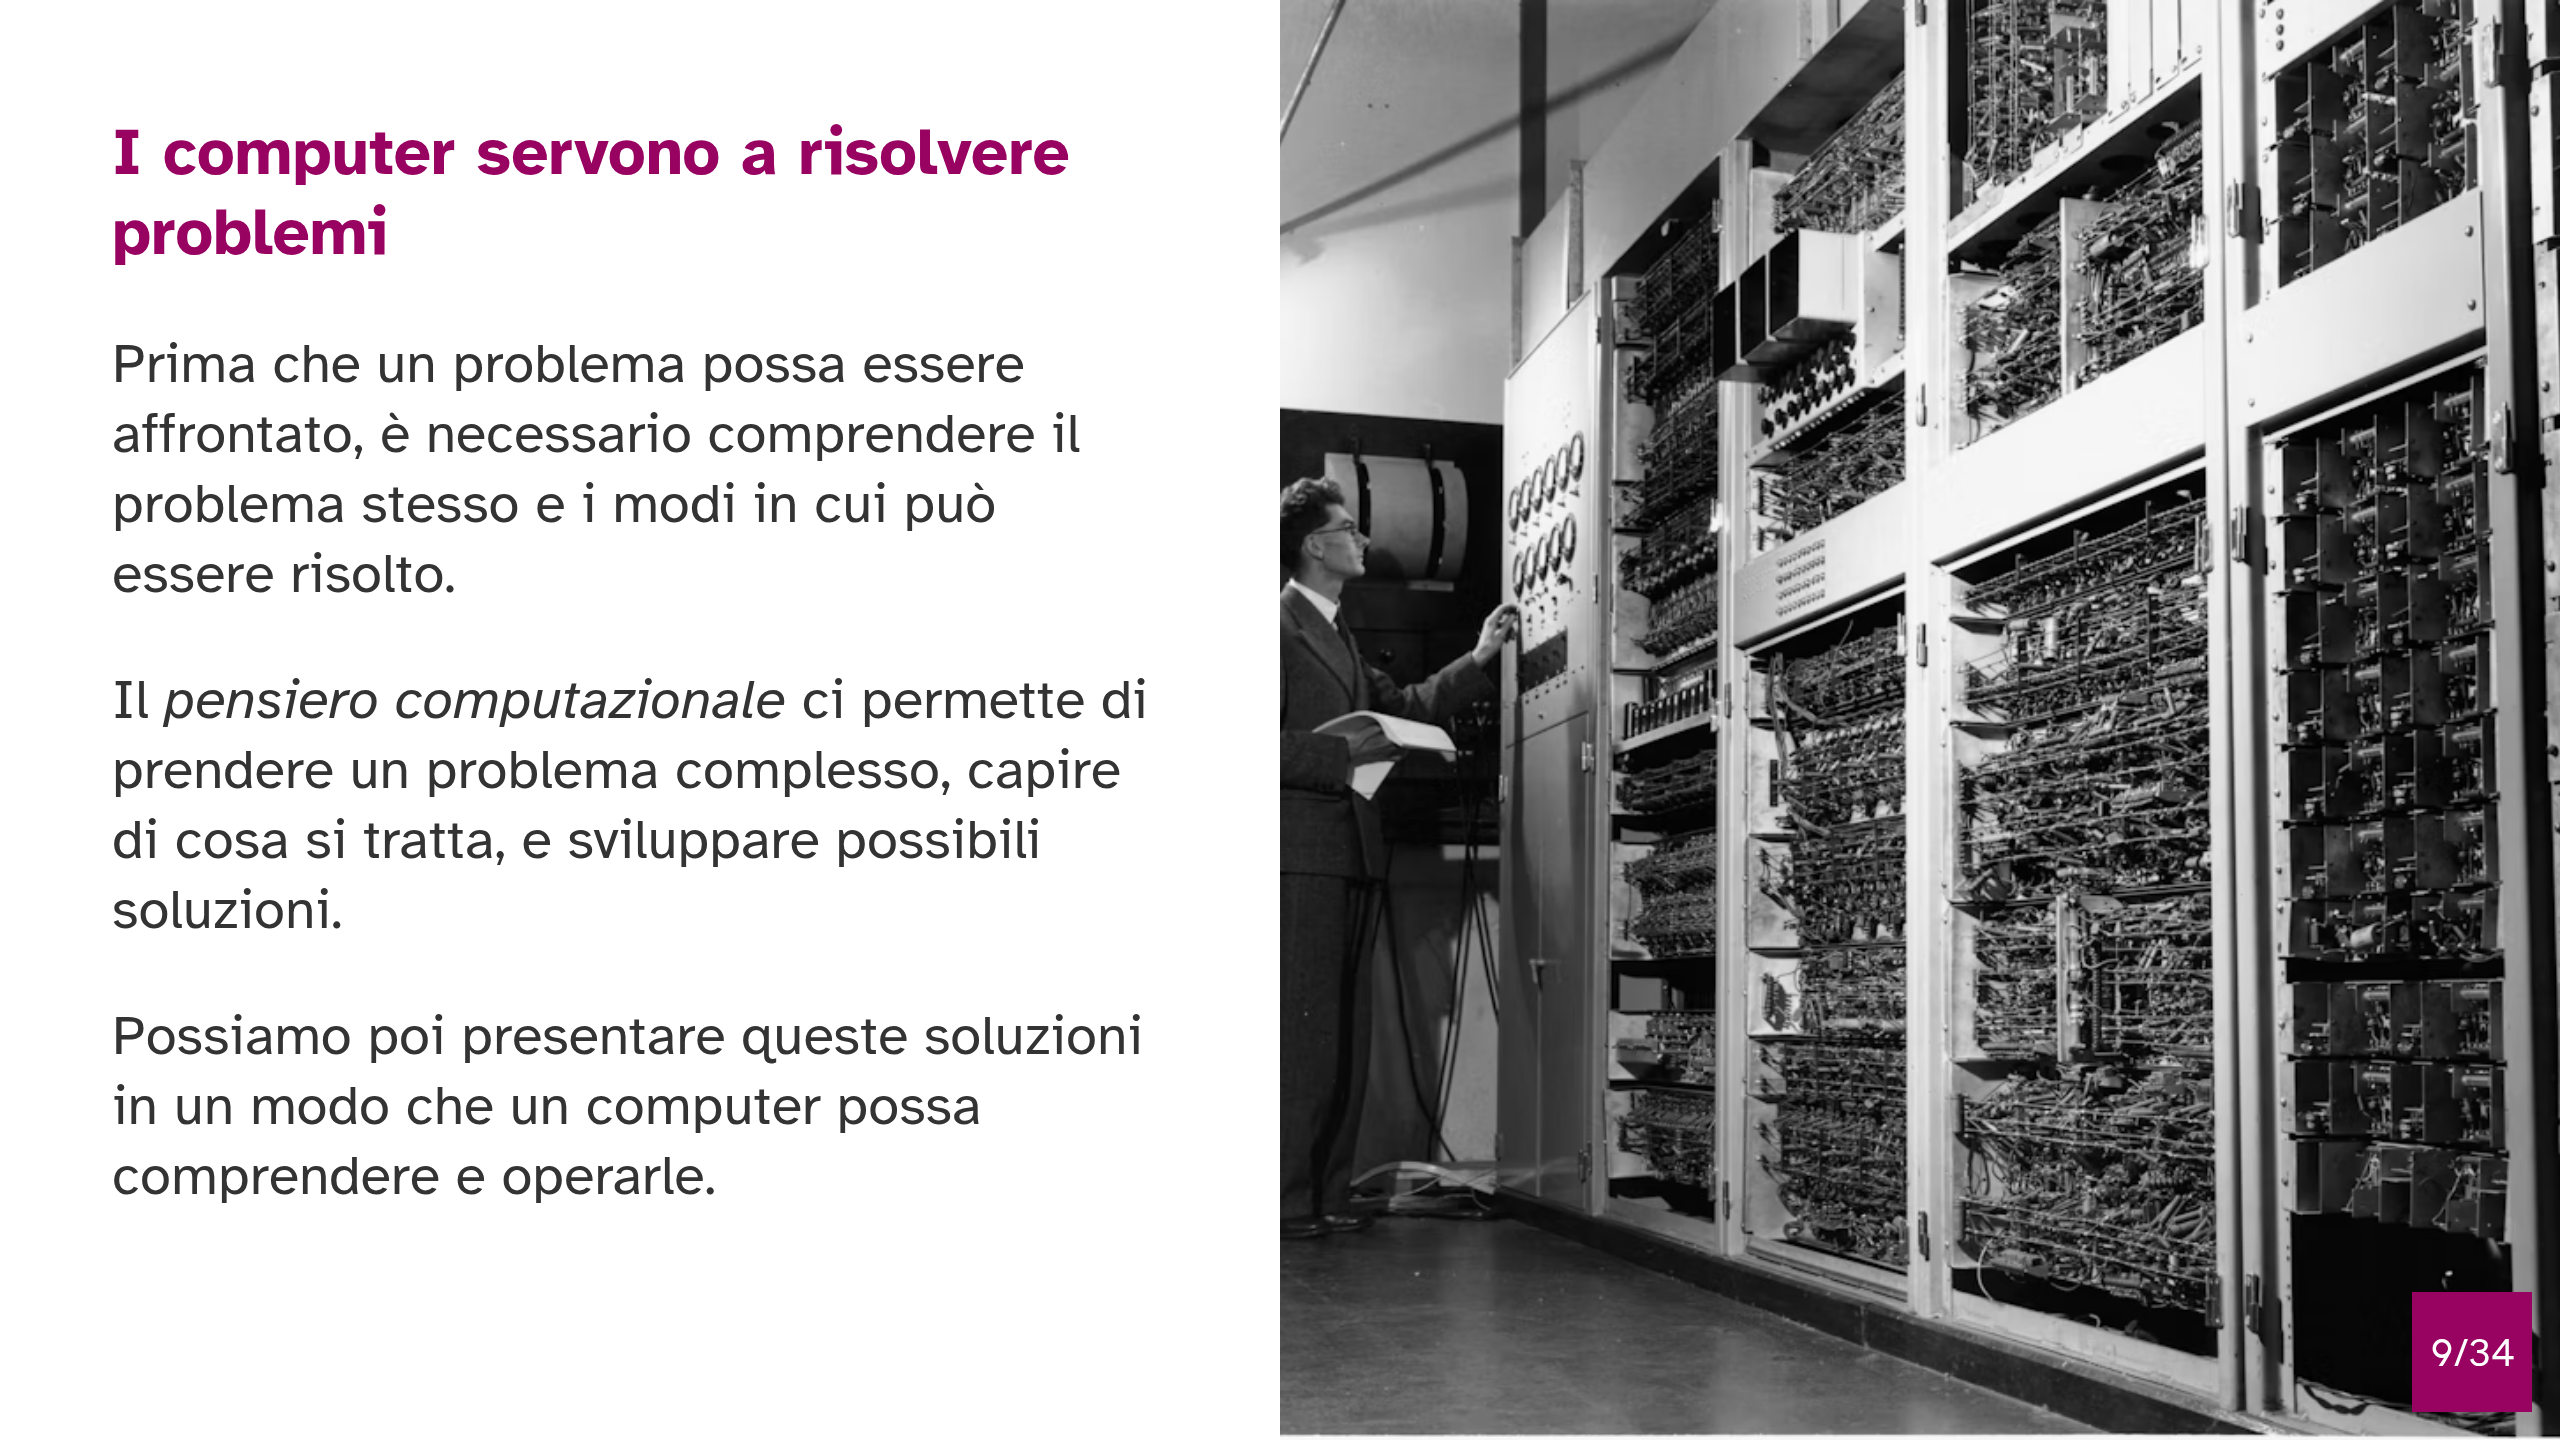 I computer servono a risolvere
problemi
Prima che un problema possa essere
affrontato, è necessario comprendere il
problema stesso e i modi in cui può
essere risolto.
Il pensiero computazionale ci permette di
prendere un problema complesso, capire
di cosa si tratta, e sviluppare possibili
soluzioni.
Possiamo poi presentare queste soluzioni
in un modo che un computer possa
comprendere e operarle.
9/34